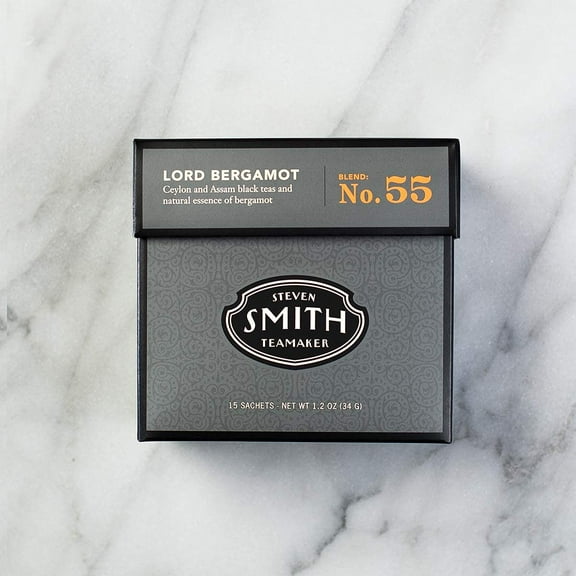 LORD BERGAMOT
Ceylon and Assam black teas and
natural essence of bergamot
BLEND:
No. 55
STEVEN
SMITH
TEAMAKER
15 SACHETS - NET WT 1.2 OZ (34 G)